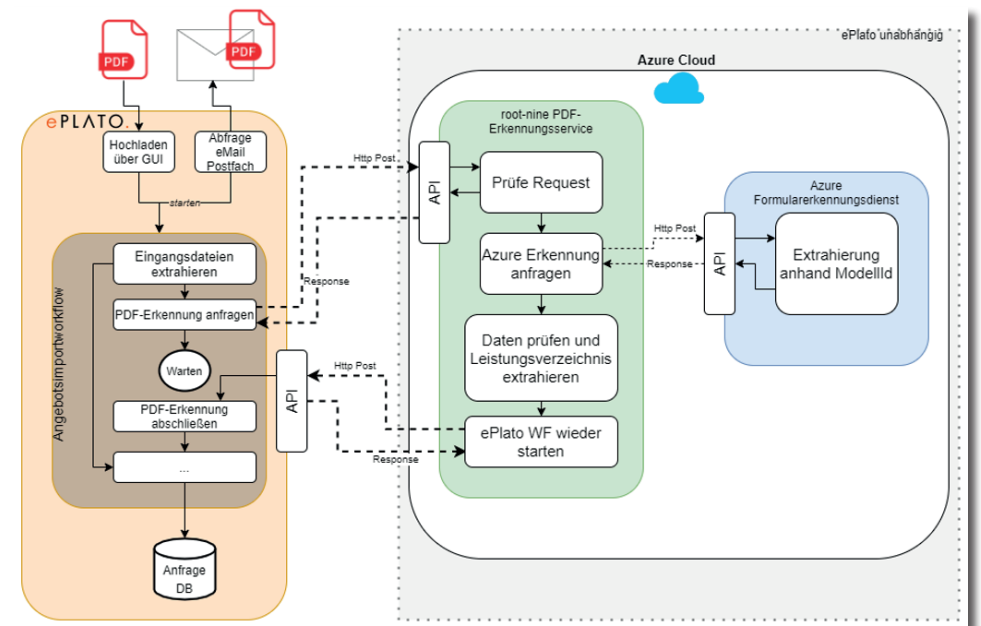 PDF
PDF
ePLATO.
Hochladen
über GUI
Abfrage
eMail
Postfach
starten
Angebotsimportworkflow
Eingangsdateien
extrahieren
PDF-Erkennung anfragen
Warten
PDF-Erkennung
abschließen
...
Anfrage
DB
API
Http Post
Response
Http Post
Response
ePlato unabhängig
Azure Cloud
root-nine PDF-
Erkennungsservice
API
Prüfe Request
Azure Erkennung
anfragen
Daten prüfen und
Leistungsverzeichnis
extrahieren
ePlato WF wieder
starten
Http Post
Response
Azure
Formularerkennungsdienst
API
Extrahierung
anhand ModellId